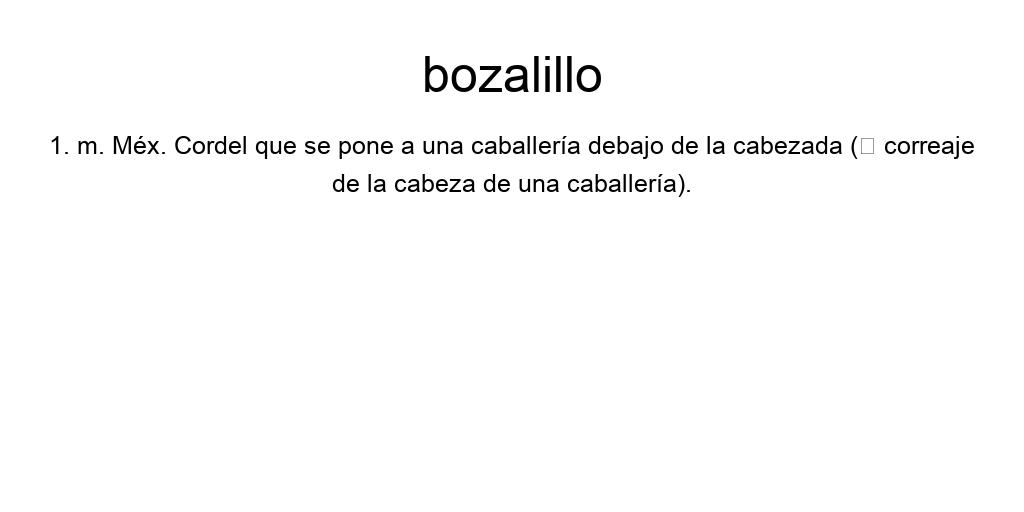 bozalillo
1. m. Méx. Cordel que se pone a una caballería debajo de la cabezada (□ correaje
de la cabeza de una caballería).